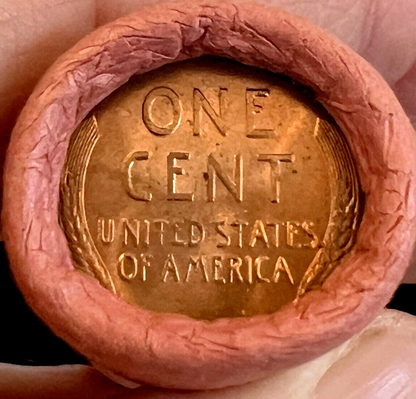 ONE
CENT
UNITED STATES
OF AMERICA